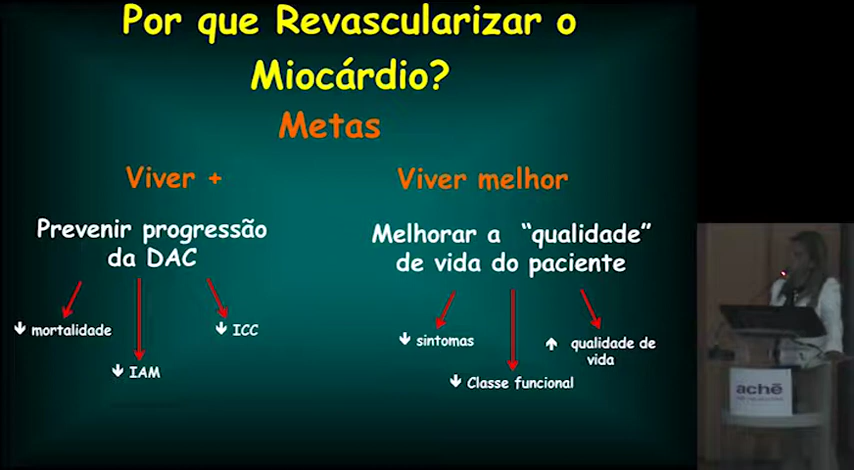 Por que Revascularizar o
Miocárdio?
Metas
Viver +
Viver melhor
Prevenir progressão
da DAC
Melhorar a "qualidade"
de vida do paciente
↓ mortalidade
↓ ICC
↓ IAM
↓ sintomas
↑ qualidade de
vida
↓ Classe funcional
achē